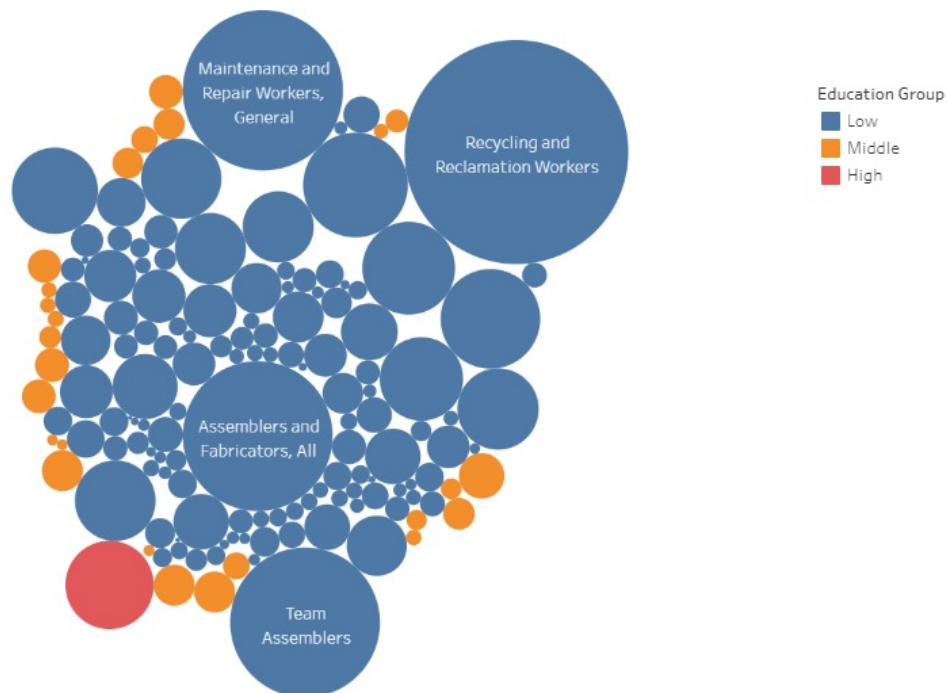 Maintenance and
Repair Workers,
General
Recycling and
Reclamation Workers
Assemblers and
Fabricators, All
Team
Assemblers
Education Group
Low
Middle
High